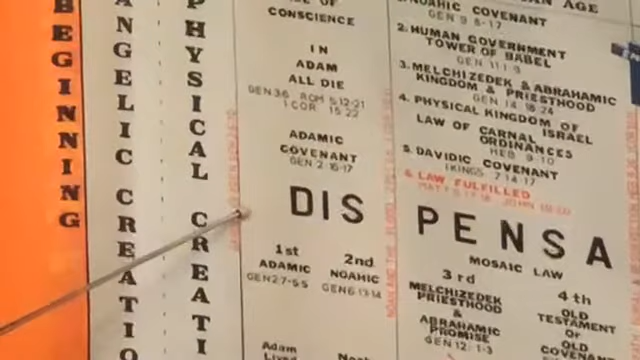 BEGINNING
ANGELIC CREATIO
PHYSICAL CREATI
CONSCIENCE
IN
ADAM
ALL DIE
GEN 3:6 ROM 5:12-21
I COR 15:22
ADAMIC
COVENANT
GEN 2:16-17
DIS
1st
ADAMIC
GEN 2:7-5:5
2nd
NOAHIC
GEN 6:13-14
Adam
Lived
AGE
NOAHIC COVENANT
GEN 9:8-17
2. HUMAN GOVERNMENT
TOWER OF BABEL
GEN 11:1-9
3. MELCHIZEDEK & ABRAHAMIC
KINGDOM & PRIESTHOOD
GEN 14:18-24
4. PHYSICAL KINGDOM OF
ISRAEL
LAW OF CARNAL
ORDINANCES
HEB 9:10
5. DAVIDIC COVENANT
I KINGS 7:14-17
6. LAW FULFILLED
PENSA
MOSAIC LAW
3rd
MELCHIZEDEK
PRIESTHOOD
&
ABRAHAMIC
PROMISE
GEN 12:1-3
4th
OLD
TESTAMENT
OF
OLD
COVENANT